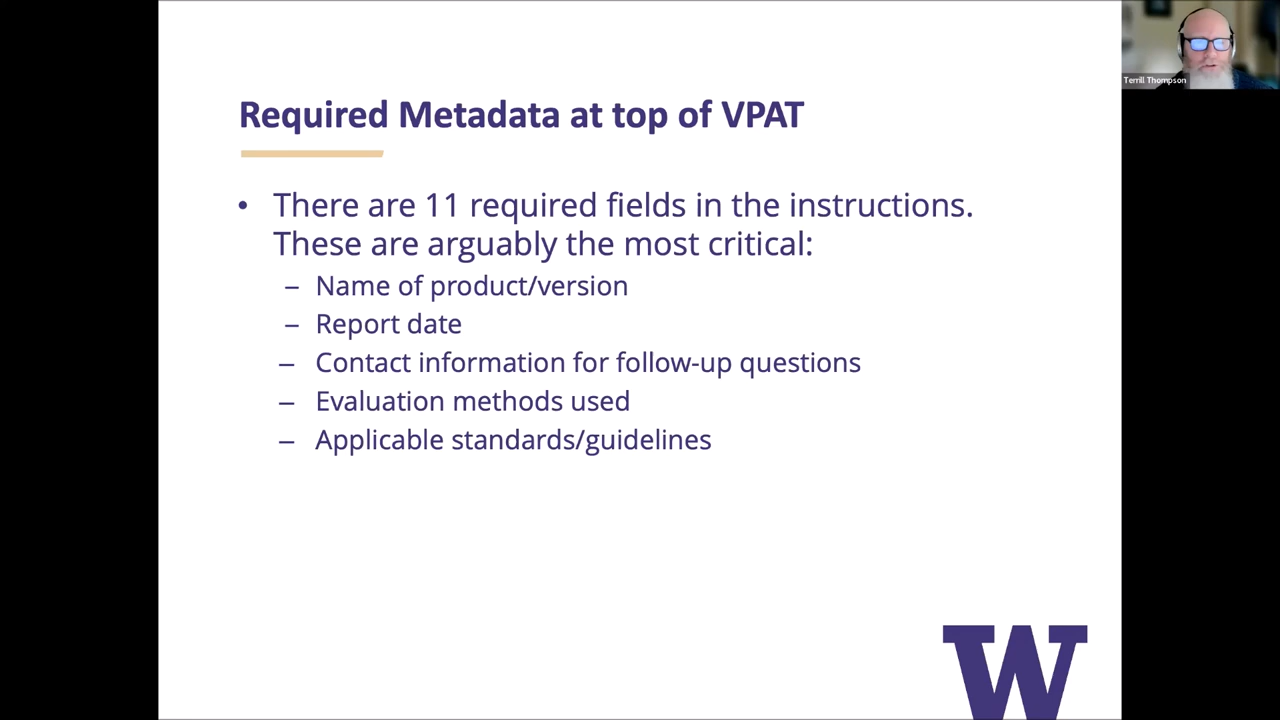 Terrill Thompson
Required Metadata at top of VPAT
• There are 11 required fields in the instructions.
These are arguably the most critical:
– Name of product/version
– Report date
– Contact information for follow-up questions
– Evaluation methods used
– Applicable standards/guidelines
W